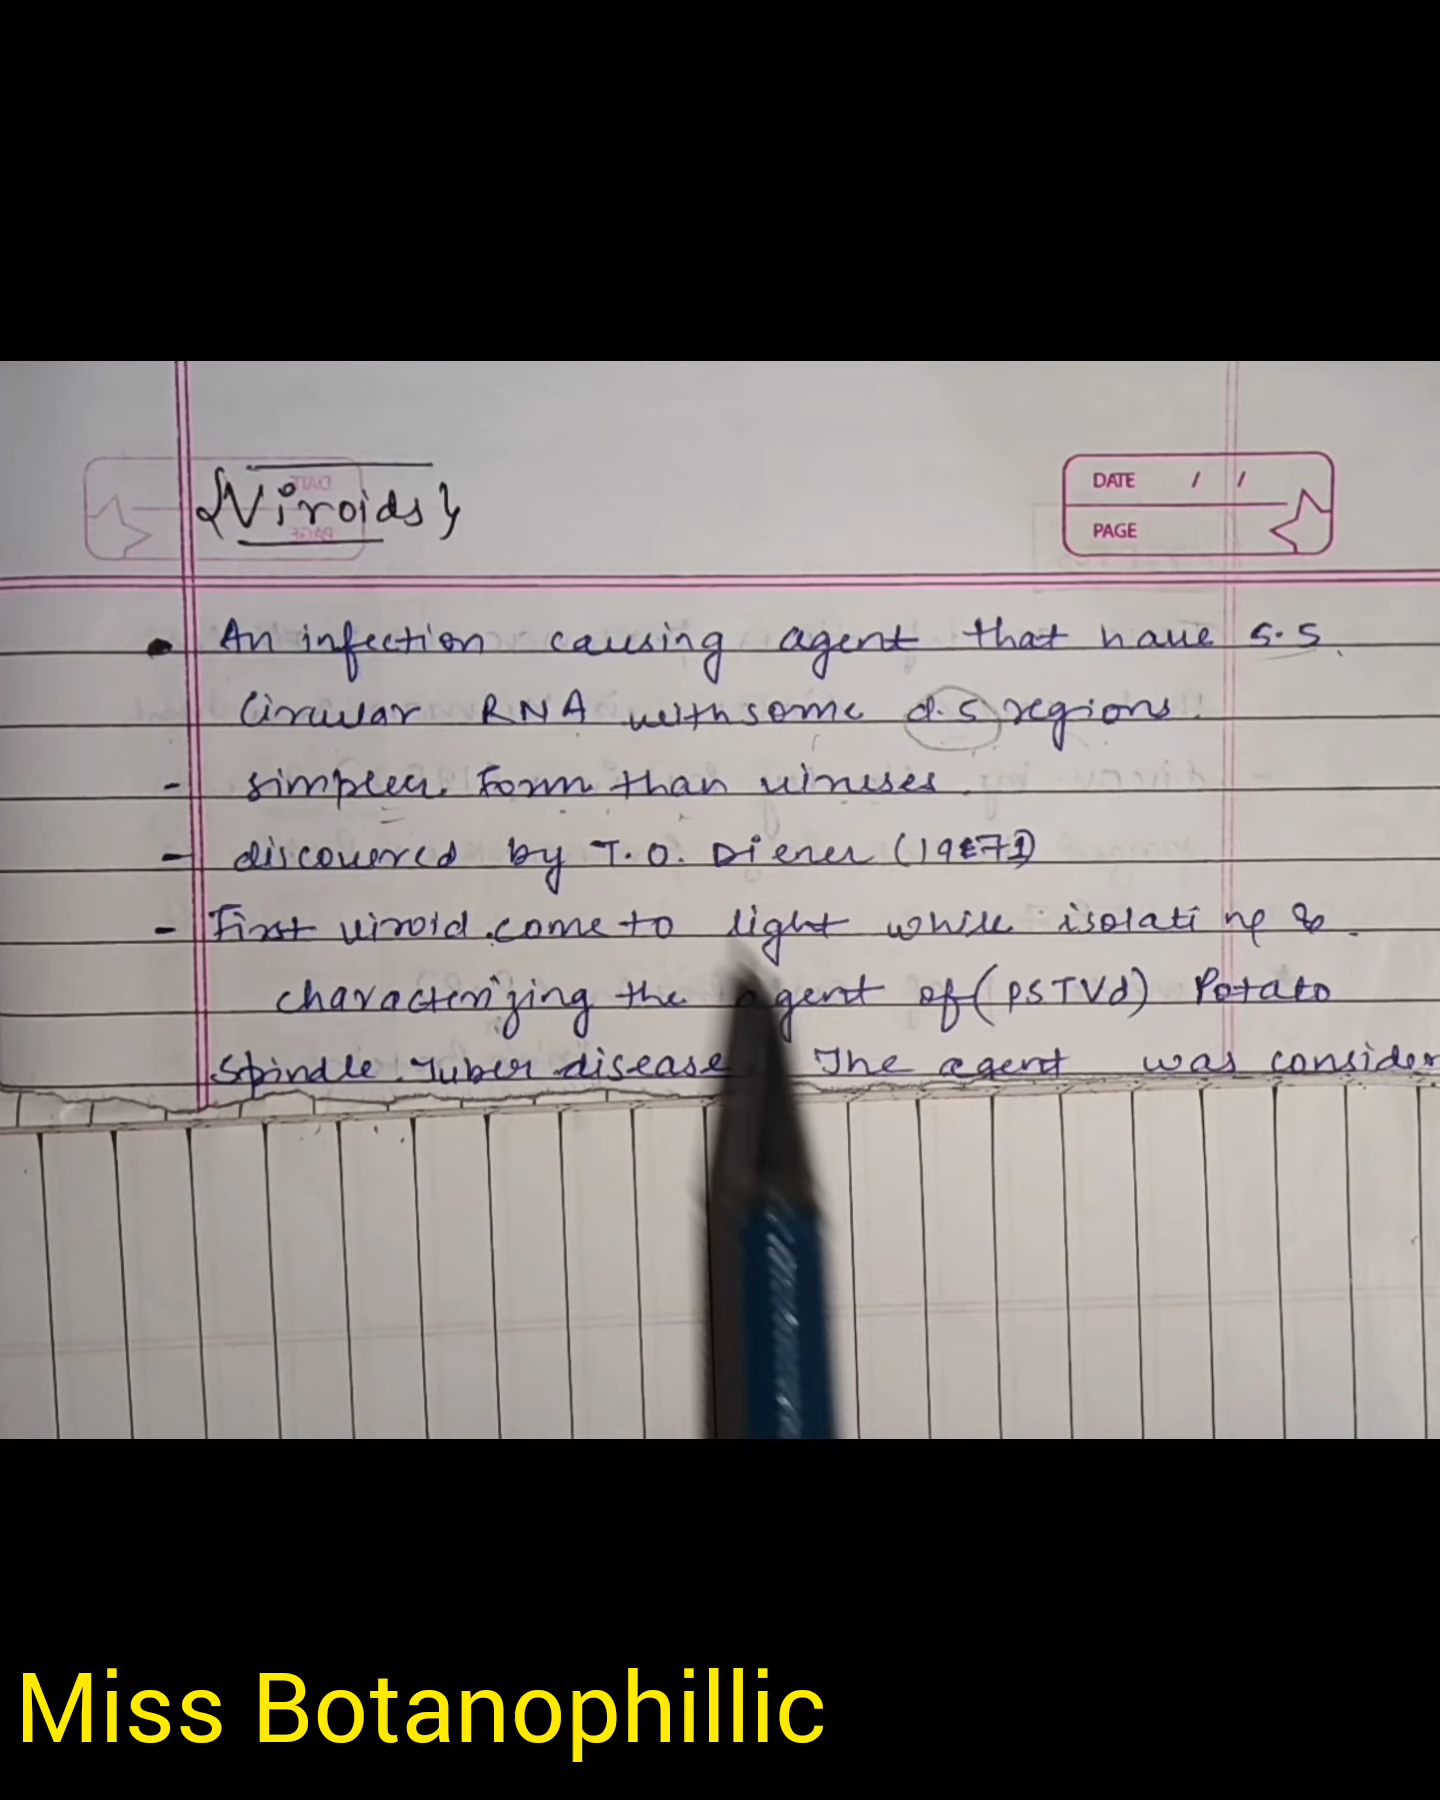 {Viroids}
DATE / /
PAGE
• An infection causing agent that have s.s.
Circular RNA with some d.s regions.
- simpler form than viruses.
- discovered by T.O. Diener (1971)
- First viroid come to light while isolating &
characterizing the agent of (PSTVd) Potato
Spindle Tuber disease. The agent was consider
Miss Botanophillic